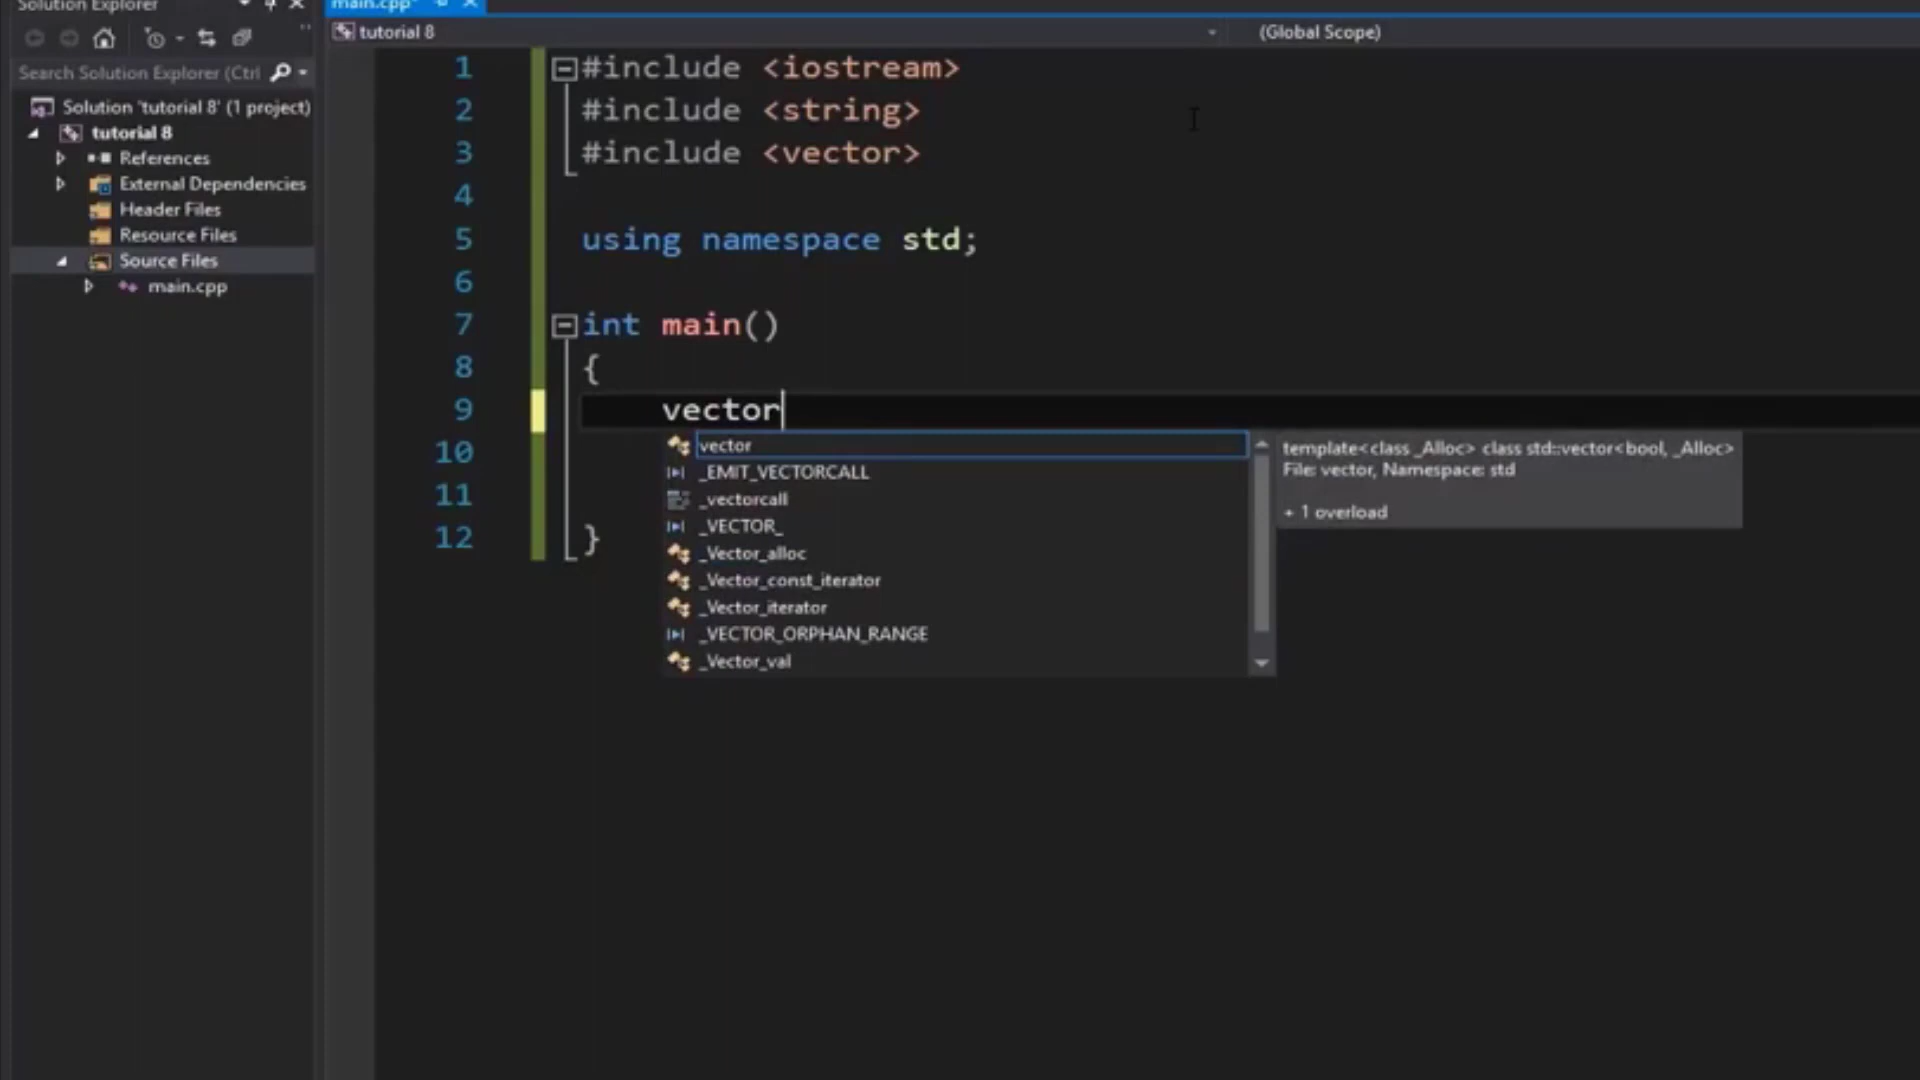 Solution Explorer
main.cpp*
tutorial 8
(Global Scope)
Search Solution Explorer (Ctrl
Solution 'tutorial 8' (1 project)
tutorial 8
References
External Dependencies
Header Files
Resource Files
Source Files
main.cpp
1 #include <iostream>
2 #include <string>
3 #include <vector>
4
5 using namespace std;
6
7 int main()
8 {
9 vector
10
11
12 }
vector
_EMIT_VECTORCALL
_vectorcall
_VECTOR_
_Vector_alloc
_Vector_const_iterator
_Vector_iterator
_VECTOR_ORPHAN_RANGE
_Vector_val
template<class _Alloc> class std::vector<bool, _Alloc>
File: vector, Namespace: std
+ 1 overload